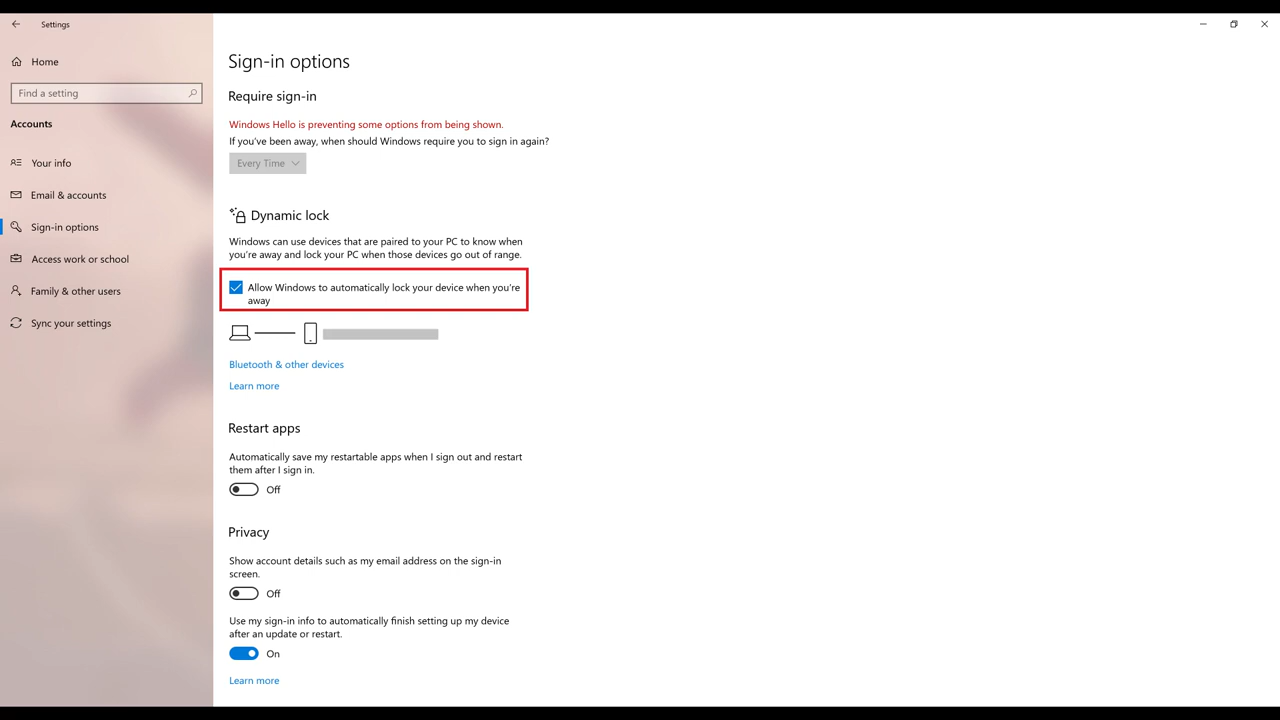 Settings
Home
Find a setting
Accounts
Your info
Email & accounts
Sign-in options
Access work or school
Family & other users
Sync your settings
Sign-in options
Require sign-in
Windows Hello is preventing some options from being shown.
If you've been away, when should Windows require you to sign in again?
Every Time
Dynamic lock
Windows can use devices that are paired to your PC to know when
you're away and lock your PC when those devices go out of range.
Allow Windows to automatically lock your device when you're
away
Bluetooth & other devices
Learn more
Restart apps
Automatically save my restartable apps when I sign out and restart
them after I sign in.
Off
Privacy
Show account details such as my email address on the sign-in
screen.
Off
Use my sign-in info to automatically finish setting up my device
after an update or restart.
On
Learn more